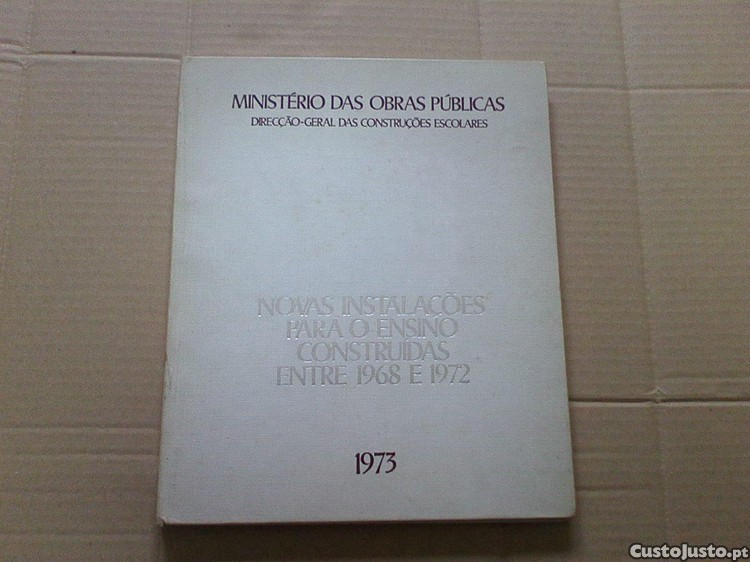 MINISTÉRIO DAS OBRAS PÚBLICAS
DIRECÇÃO-GERAL DAS CONSTRUÇÕES ESCOLARES
NOVAS INSTALAÇÕES
PARA O ENSINO
CONSTRUIDAS
ENTRE 1968 E 1972
1973
CustoJusto.pt